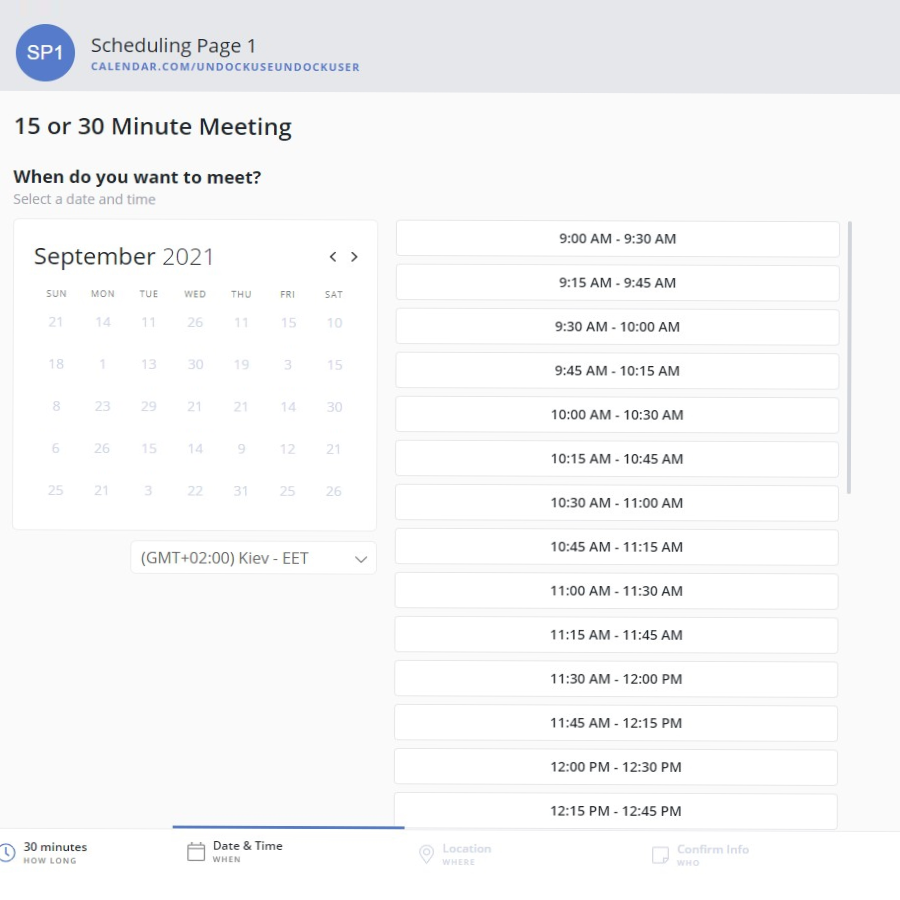 SP1
Scheduling Page 1
CALENDAR.COM/UNDOCKUSEUNDOCKUSER
15 or 30 Minute Meeting
When do you want to meet?
Select a date and time
September 2021
SUN MON TUE WED THU FRI SAT
21 14 11 26 11 15 10
18 1 13 30 19 3 15
8 23 29 21 21 14 30
6 26 15 14 9 12 21
25 21 3 22 31 25 26
(GMT+02:00) Kiev - EET
9:00 AM - 9:30 AM
9:15 AM - 9:45 AM
9:30 AM - 10:00 AM
9:45 AM - 10:15 AM
10:00 AM - 10:30 AM
10:15 AM - 10:45 AM
10:30 AM - 11:00 AM
10:45 AM - 11:15 AM
11:00 AM - 11:30 AM
11:15 AM - 11:45 AM
11:30 AM - 12:00 PM
11:45 AM - 12:15 PM
12:00 PM - 12:30 PM
12:15 PM - 12:45 PM
30 minutes
HOW LONG
Date & Time
WHEN
Location
WHERE
Confirm Info
WHO